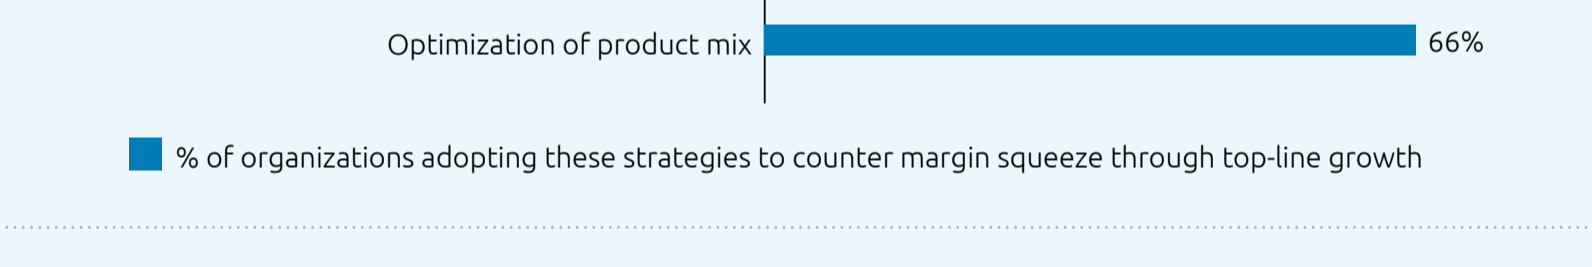 Optimization of product mix 66%
% of organizations adopting these strategies to counter margin squeeze through top-line growth